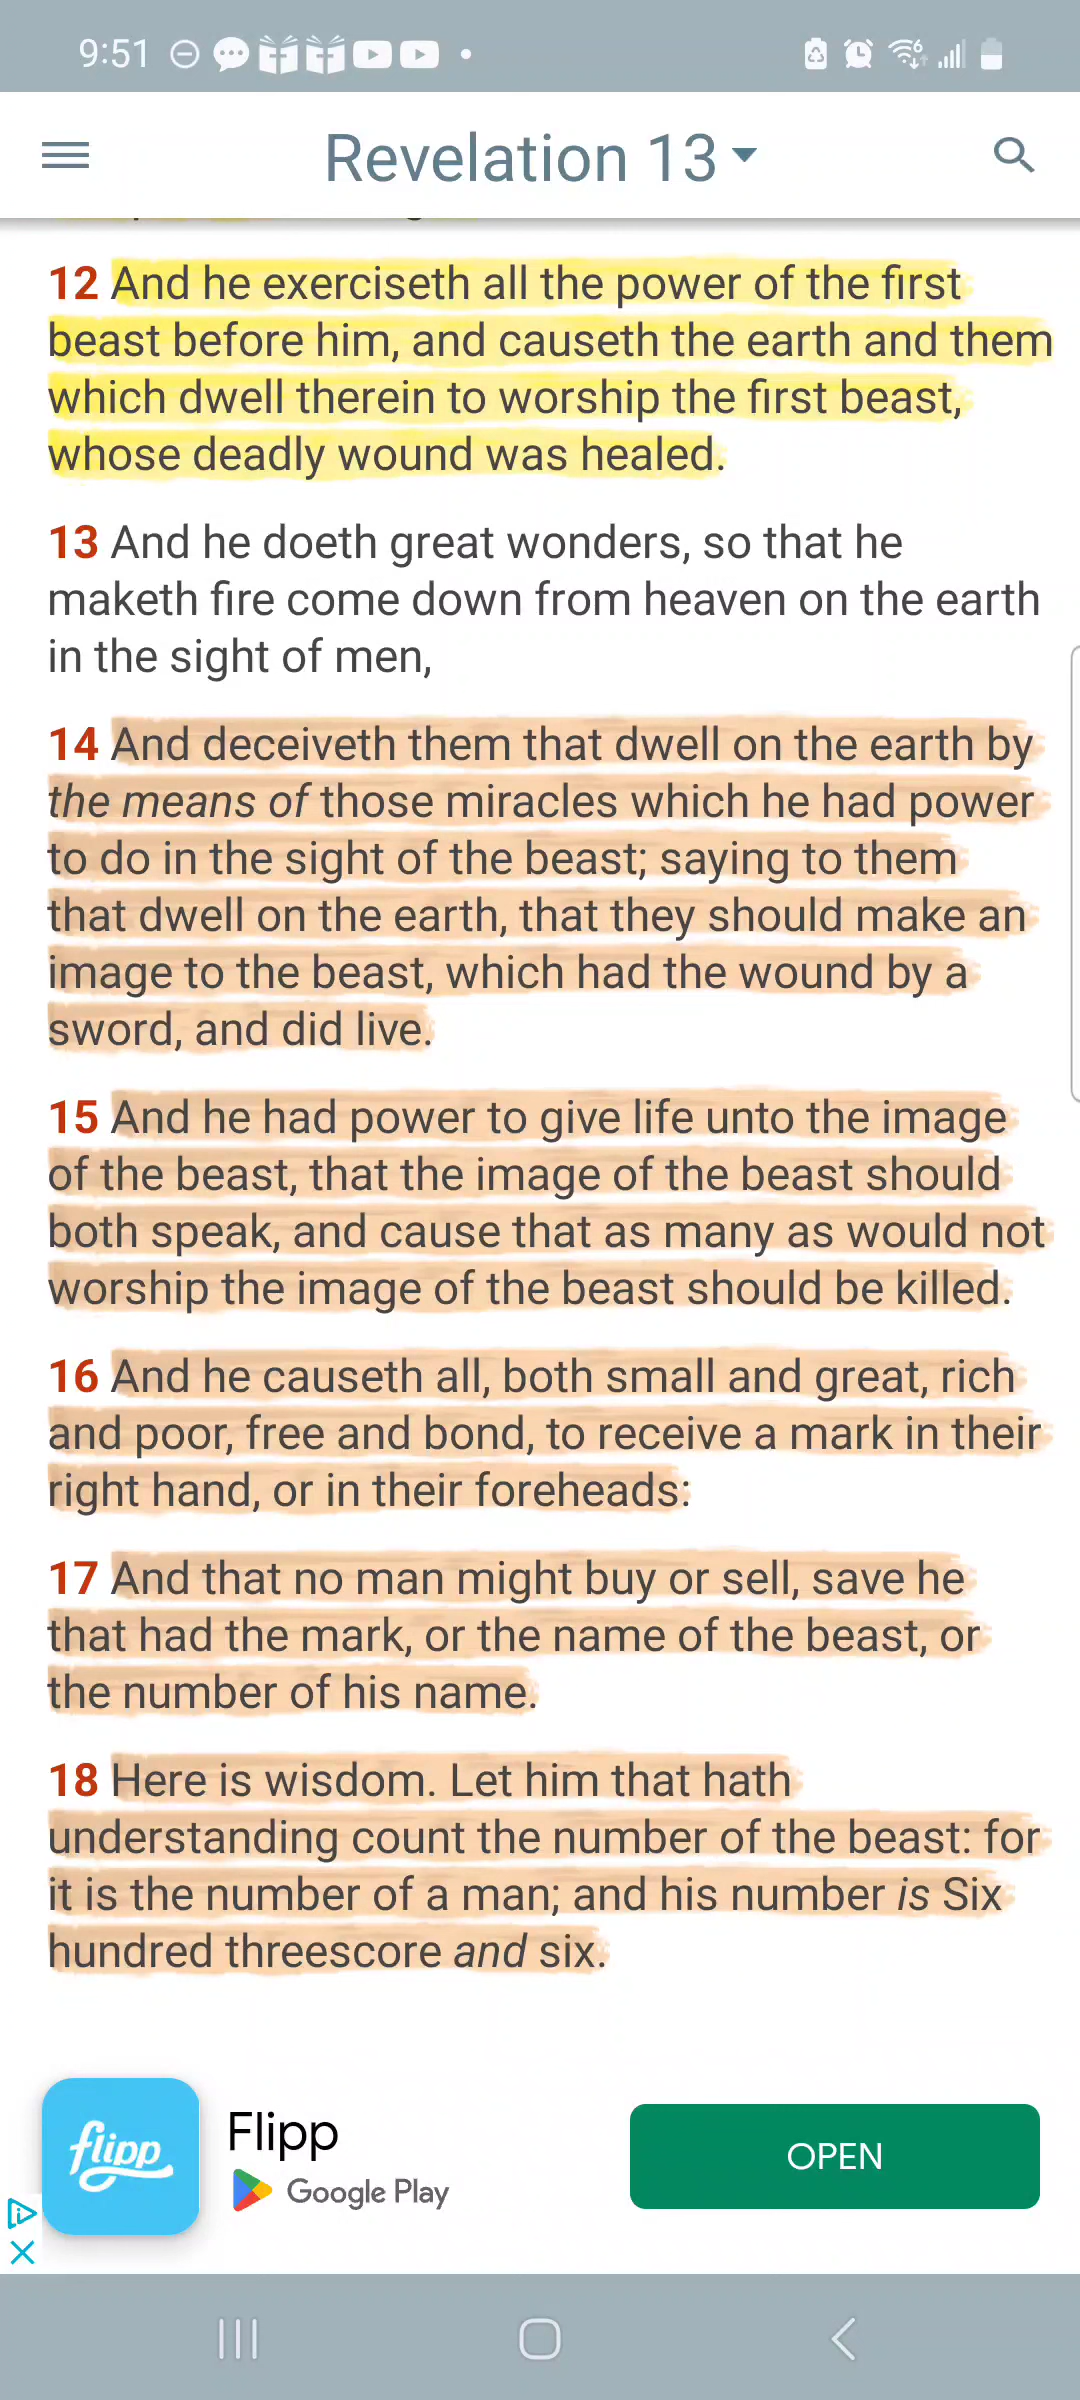 9:51
Revelation 13
12 And he exerciseth all the power of the first
beast before him, and causeth the earth and them
which dwell therein to worship the first beast,
whose deadly wound was healed.
13 And he doeth great wonders, so that he
maketh fire come down from heaven on the earth
in the sight of men,
14 And deceiveth them that dwell on the earth by
the means of those miracles which he had power
to do in the sight of the beast; saying to them
that dwell on the earth, that they should make an
image to the beast, which had the wound by a
sword, and did live.
15 And he had power to give life unto the image
of the beast, that the image of the beast should
both speak, and cause that as many as would not
worship the image of the beast should be killed.
16 And he causeth all, both small and great, rich
and poor, free and bond, to receive a mark in their
right hand, or in their foreheads:
17 And that no man might buy or sell, save he
that had the mark, or the name of the beast, or
the number of his name.
18 Here is wisdom. Let him that hath
understanding count the number of the beast: for
it is the number of a man; and his number is Six
hundred threescore and six.
flipp
Flipp
Google Play
OPEN